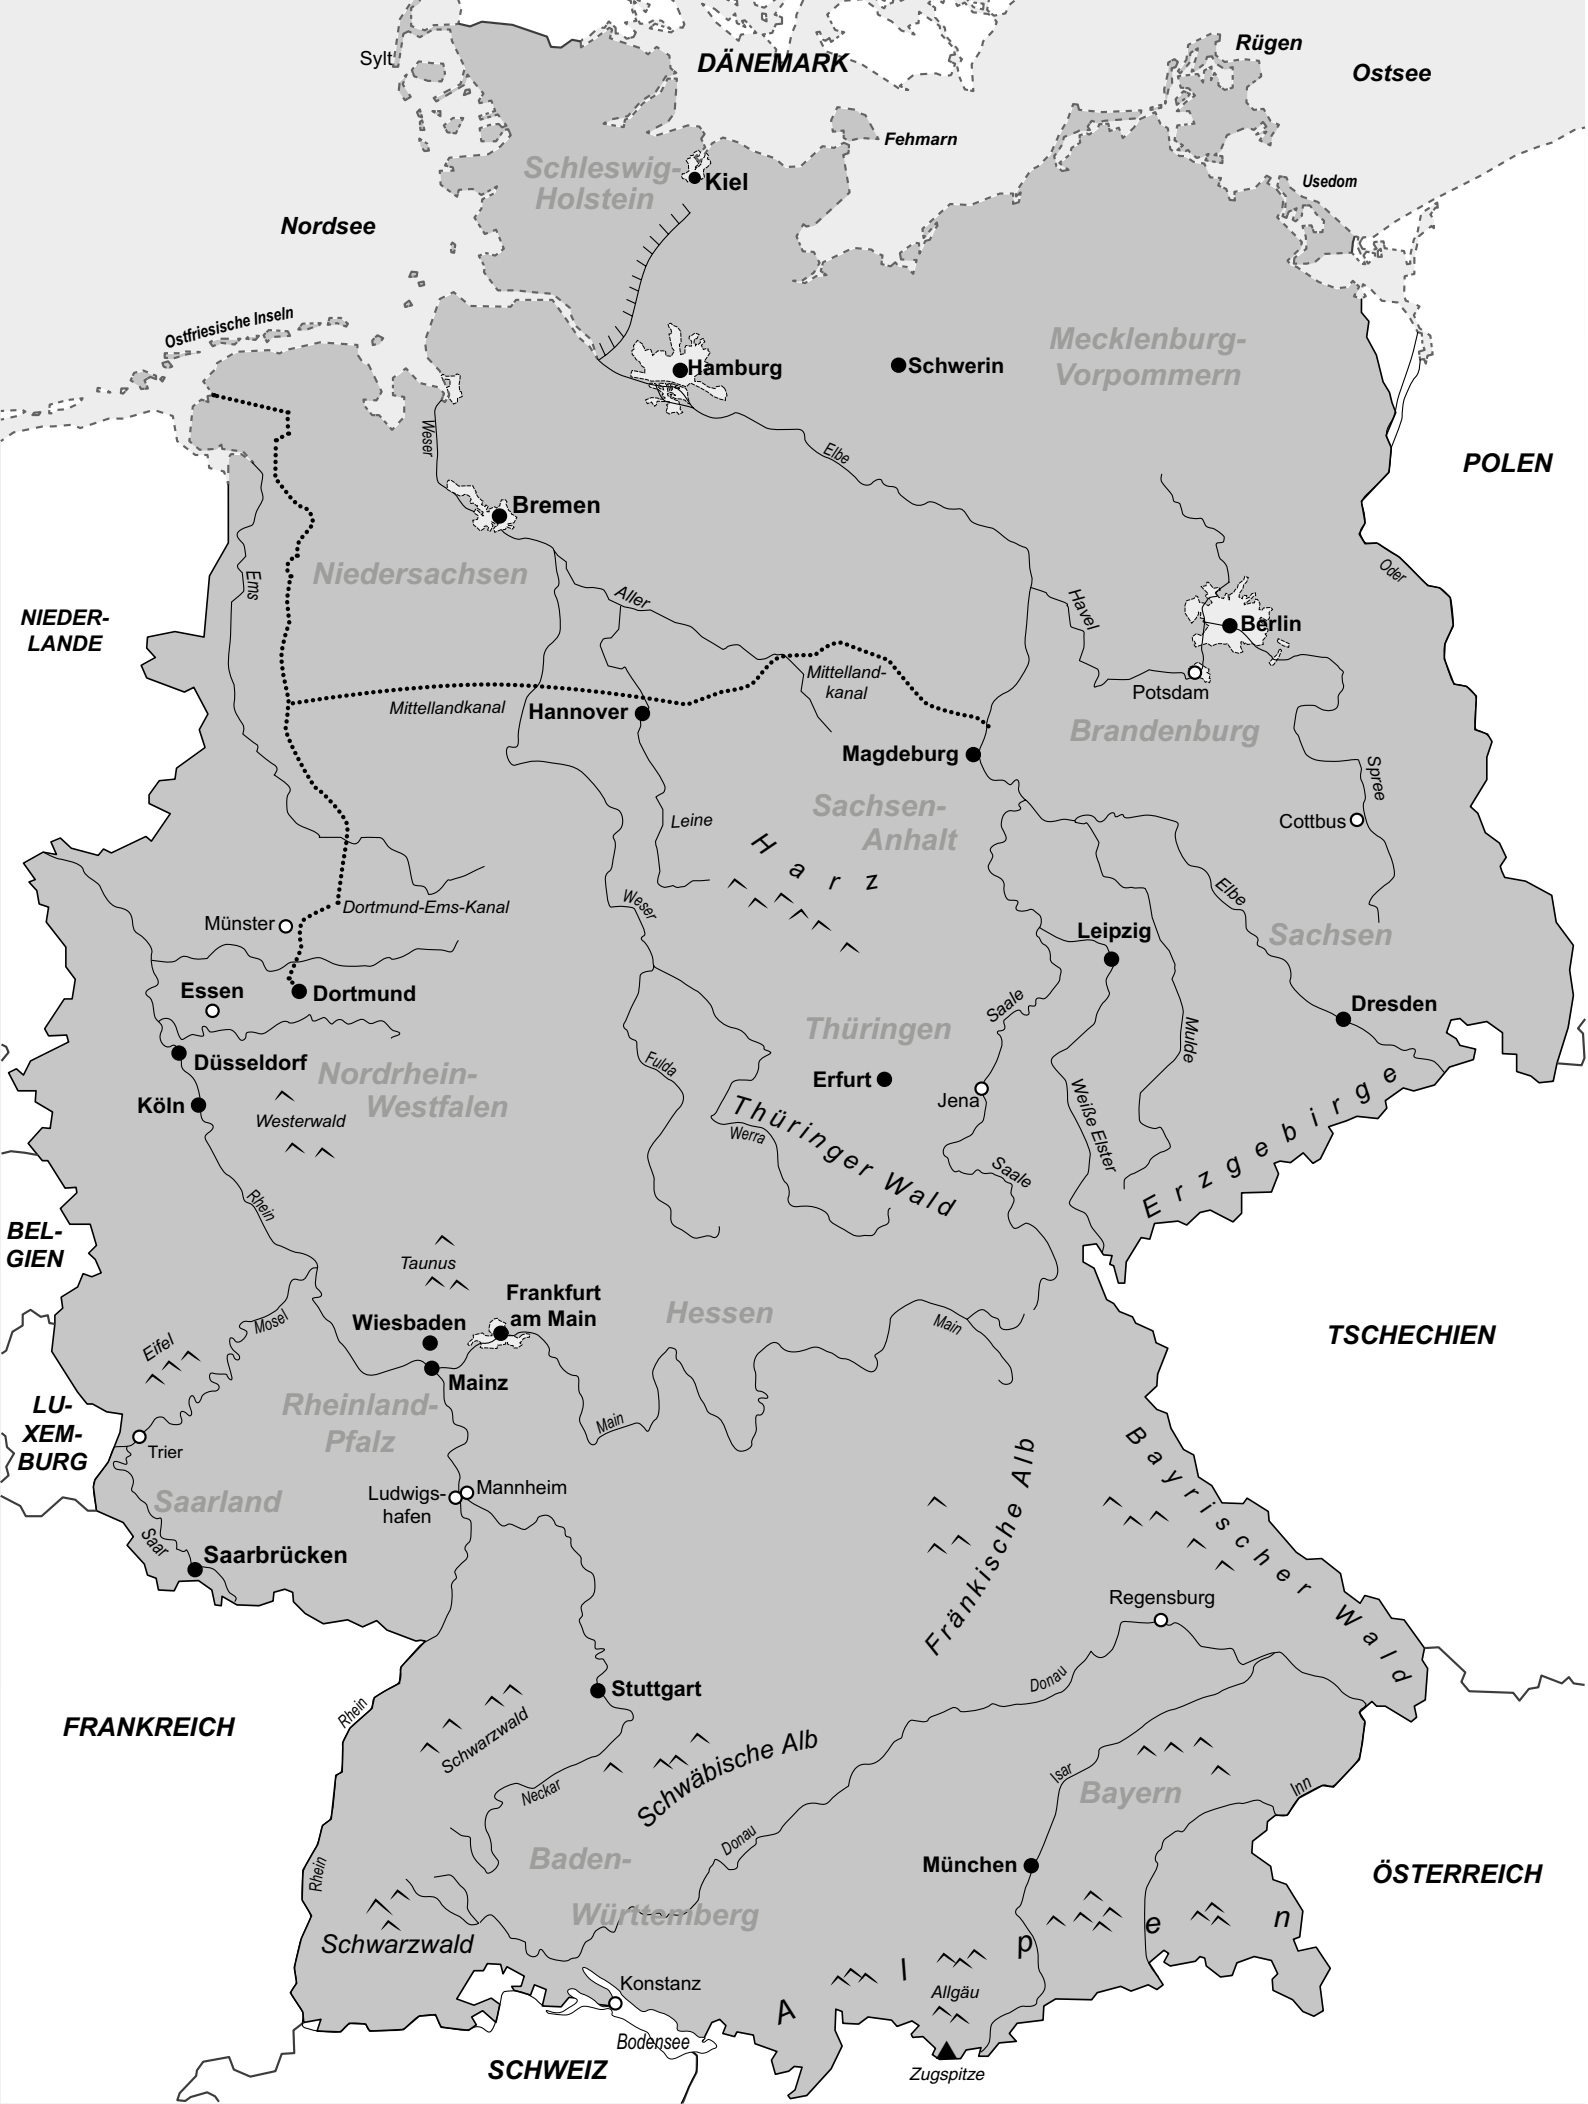 Sylt
DÄNEMARK
Rügen
Ostsee
Fehmarn
Schleswig-
Holstein
Kiel
Usedom
Nordsee
Ostfriesische Inseln
Mecklenburg-
Vorpommern
Hamburg
Schwerin
Weser
Elbe
POLEN
Bremen
Niedersachsen
Ems
Aller
Havel
Oder
NIEDER-
LANDE
Berlin
Mittelland-
kanal
Potsdam
Mittellandkanal
Hannover
Brandenburg
Magdeburg
Spree
Sachsen-
Anhalt
Leine
Cottbus
Harz
Elbe
Weser
Dortmund-Ems-Kanal
Münster
Leipzig
Sachsen
Essen
Dortmund
Saale
Dresden
Thüringen
Mulde
Düsseldorf
Nordrhein-
Westfalen
Fulda
Erfurt
Jena
Köln
Westerwald
Thüringer Wald
Werra
Weiße Elster
Erzgebirge
Saale
Rhein
BEL-
GIEN
Taunus
Frankfurt
am Main
Hessen
Wiesbaden
Mosel
Main
TSCHECHIEN
Eifel
Mainz
LU-
XEM-
BURG
Rheinland-
Pfalz
Main
Trier
Fränkische Alb
Bayrischer Wald
Saarland
Ludwigs-
hafen
Mannheim
Saar
Saarbrücken
Regensburg
Donau
Stuttgart
FRANKREICH
Rhein
Schwarzwald
Schwäbische Alb
Neckar
Isar
Bayern
Inn
Donau
Baden-
Württemberg
Rhein
München
ÖSTERREICH
Schwarzwald
Alpen
Konstanz
Allgäu
Bodensee
SCHWEIZ
Zugspitze